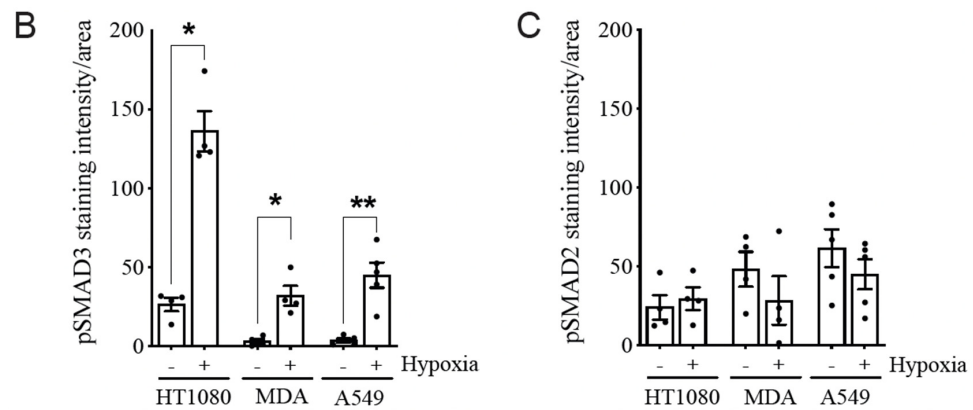 B
pSMAD3 staining intensity/area
200
150
100
50
0
*
*
**
- + - + - + Hypoxia
HT1080 MDA A549
C
pSMAD2 staining intensity/area
200
150
100
50
0
- + - + - + Hypoxia
HT1080 MDA A549